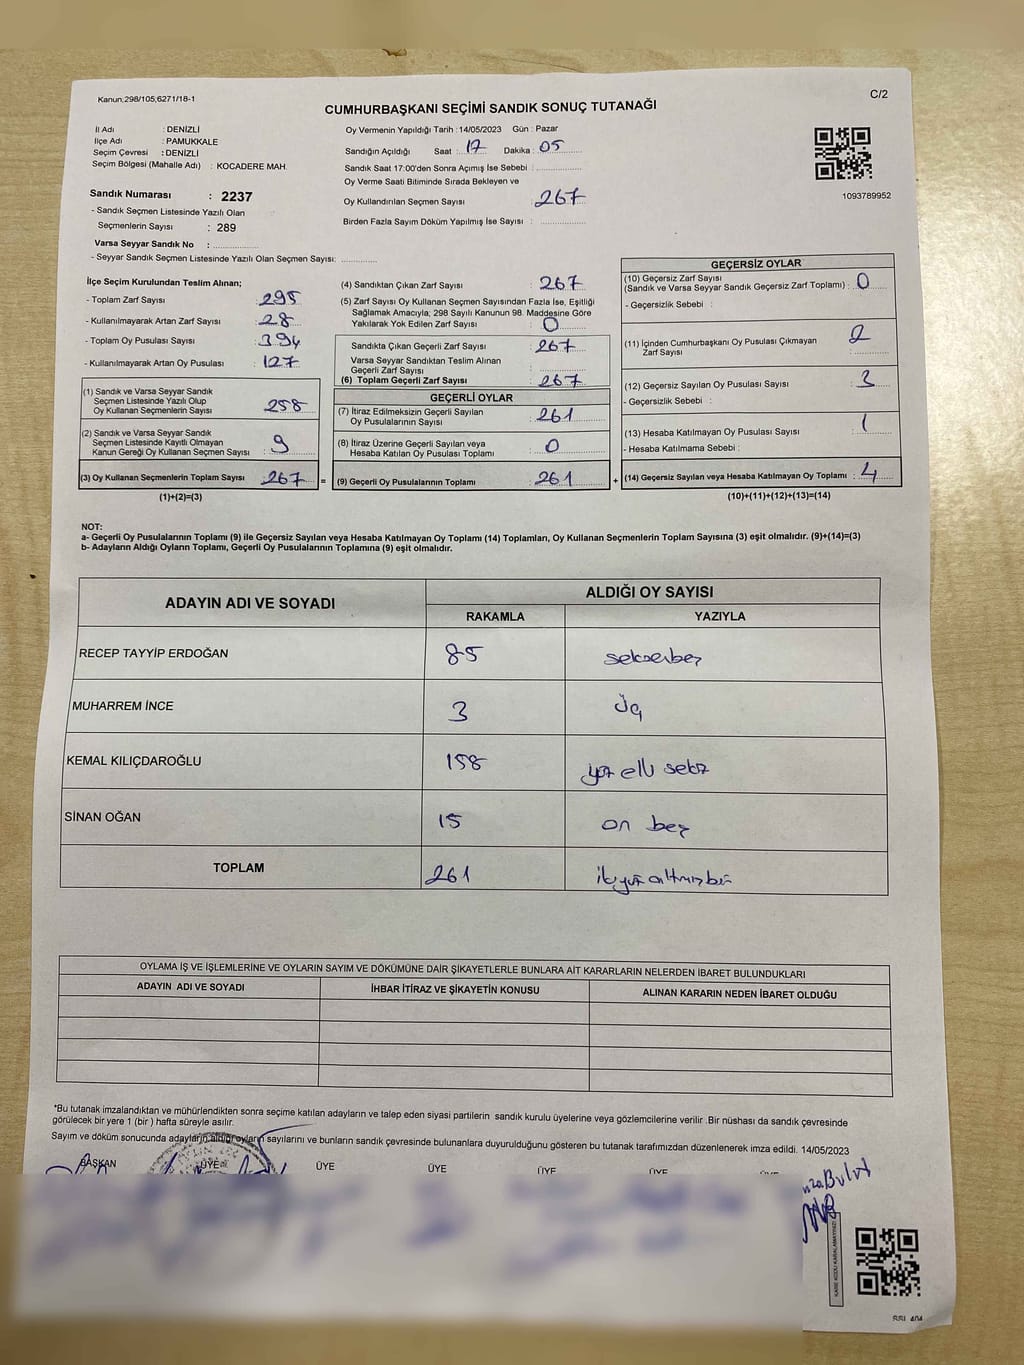 Kanun;298/105;6271/18-1
C/2
CUMHURBAŞKANI SEÇİMİ SANDIK SONUÇ TUTANAĞI
İl Adı : DENİZLİ
İlçe Adı : PAMUKKALE
Seçim Çevresi : DENİZLİ
Seçim Bölgesi (Mahalle Adı) : KOCADERE MAH.
Sandık Numarası : 2237
- Sandık Seçmen Listesinde Yazılı Olan
Seçmenlerin Sayısı : 289
Varsa Seyyar Sandık No :
- Seyyar Sandık Seçmen Listesinde Yazılı Olan Seçmen Sayısı:
Oy Vermenin Yapıldığı Tarih :14/05/2023 Gün : Pazar
Sandığın Açıldığı Saat : 17 Dakika : 05
Sandık Saat 17:00'den Sonra Açımış İse Sebebi :
Oy Verme Saati Bitiminde Sırada Bekleyen ve
Oy Kullandırılan Seçmen Sayısı : 267
Birden Fazla Sayım Döküm Yapılmış İse Sayısı :
1093789952
İlçe Seçim Kurulundan Teslim Alınan;
- Toplam Zarf Sayısı : 295
- Kullanılmayarak Artan Zarf Sayısı : 28
- Toplam Oy Pusulası Sayısı : 394
- Kullanılmayarak Artan Oy Pusulası : 127
(1) Sandık ve Varsa Seyyar Sandık
Seçmen Listesinde Yazılı Olup
Oy Kullanan Seçmenlerin Sayısı : 258
(2) Sandık ve Varsa Seyyar Sandık
Seçmen Listesinde Kayıtlı Olmayan
Kanun Gereği Oy Kullanan Seçmen Sayısı : 9
(3) Oy Kullanan Seçmenlerin Toplam Sayısı : 267
(1)+(2)=(3)
(4) Sandıktan Çıkan Zarf Sayısı : 267
(5) Zarf Sayısı Oy Kullanan Seçmen Sayısından Fazla İse, Eşitliği
Sağlamak Amacıyla; 298 Sayılı Kanunun 98. Maddesine Göre
Yakılarak Yok Edilen Zarf Sayısı : 0
Sandıkta Çıkan Geçerli Zarf Sayısı : 267
Varsa Seyyar Sandıktan Teslim Alınan
Geçerli Zarf Sayısı :
(6) Toplam Geçerli Zarf Sayısı : 267
GEÇERLİ OYLAR
(7) İtiraz Edilmeksizin Geçerli Sayılan
Oy Pusulalarının Sayısı : 261
(8) İtiraz Üzerine Geçerli Sayılan veya
Hesaba Katılan Oy Pusulası Toplamı : 0
= (9) Geçerli Oy Pusulalarının Toplamı : 261 +
GEÇERSİZ OYLAR
(10) Geçersiz Zarf Sayısı
(Sandık ve Varsa Seyyar Sandık Geçersiz Zarf Toplamı) : 0
- Geçersizlik Sebebi :
(11) İçinden Cumhurbaşkanı Oy Pusulası Çıkmayan
Zarf Sayısı : 2
(12) Geçersiz Sayılan Oy Pusulası Sayısı : 3
- Geçersizlik Sebebi :
(13) Hesaba Katılmayan Oy Pusulası Sayısı : 1
- Hesaba Katılmama Sebebi :
(14) Geçersiz Sayılan veya Hesaba Katılmayan Oy Toplamı : 4
(10)+(11)+(12)+(13)=(14)
NOT:
a- Geçerli Oy Pusulalarının Toplamı (9) ile Geçersiz Sayılan veya Hesaba Katılmayan Oy Toplamı (14) Toplamları, Oy Kullanan Seçmenlerin Toplam Sayısına (3) eşit olmalıdır. (9)+(14)=(3)
b- Adayların Aldığı Oyların Toplamı, Geçerli Oy Pusulalarının Toplamına (9) eşit olmalıdır.
ADAYIN ADI VE SOYADI ALDIĞI OY SAYISI
RAKAMLA YAZIYLA
RECEP TAYYİP ERDOĞAN 85 seksenbeş
MUHARREM İNCE 3 Üç
KEMAL KILIÇDAROĞLU 158 yüz elli sekiz
SİNAN OĞAN 15 on beş
TOPLAM 261 ikiyüz altmışbir
OYLAMA İŞ VE İŞLEMLERİNE VE OYLARIN SAYIM VE DÖKÜMÜNE DAİR ŞİKAYETLERLE BUNLARA AİT KARARLARIN NELERDEN İBARET BULUNDUKLARI
ADAYIN ADI VE SOYADI İHBAR İTİRAZ VE ŞİKAYETİN KONUSU ALINAN KARARIN NEDEN İBARET OLDUĞU
*Bu tutanak imzalandıktan ve mühürlendikten sonra seçime katılan adayların ve talep eden siyasi partilerin sandık kurulu üyelerine veya gözlemcilerine verilir .Bir nüshası da sandık çevresinde
görülecek bir yere 1 (bir ) hafta süreyle asılır.
Sayım ve döküm sonucunda adayların aldığı oyların sayılarını ve bunların sandık çevresinde bulunanlara duyurulduğunu gösteren bu tutanak tarafımızdan düzenlenerek imza edildi. 14/05/2023
BAŞKAN ÜYE ÜYE ÜYE ÜYE ÜYE ÜYE
Bulut
KARE KODU KARALAMAYINIZ!